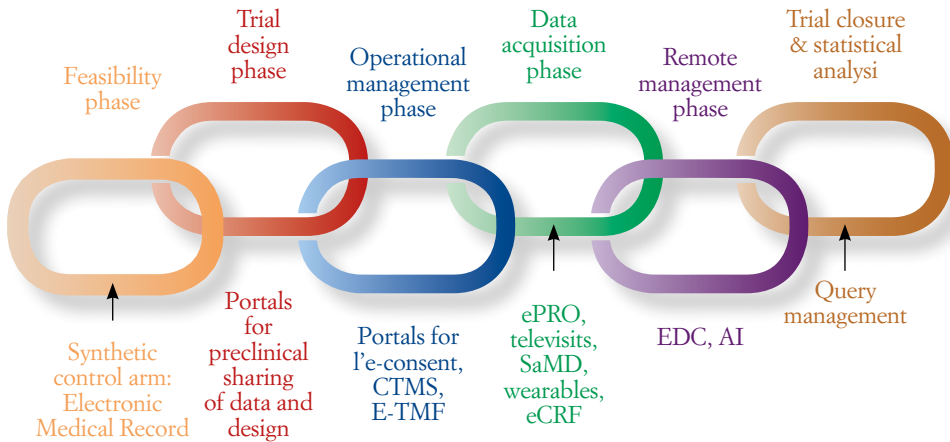 Feasibility
phase
Trial
design
phase
Operational
management
phase
Data
acquisition
phase
Remote
management
phase
Trial closure
& statistical
analysi
Synthetic
control arm:
Electronic
Medical Record
Portals
for
preclinical
sharing
of data and
design
Portals for
l'e-consent,
CTMS,
E-TMF
ePRO,
televisits,
SaMD,
wearables,
eCRF
EDC, AI
Query
management